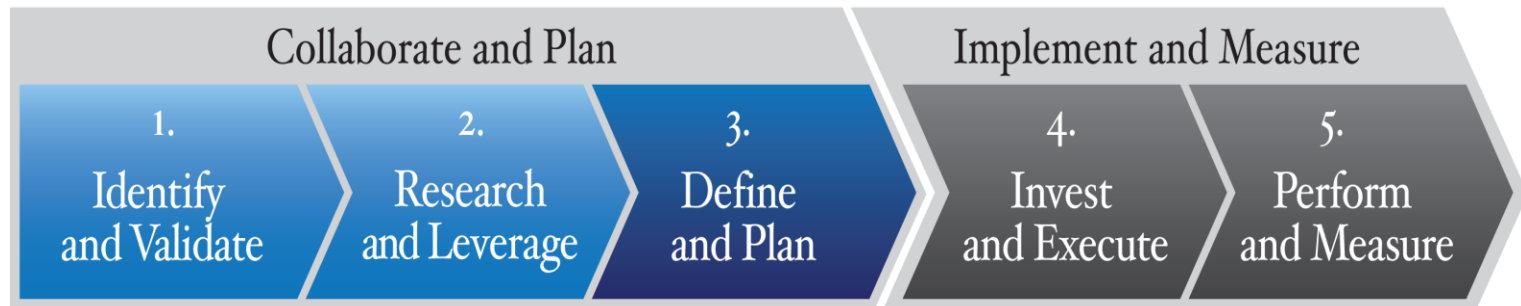 Collaborate and Plan
Implement and Measure
1.
Identify
and Validate
2.
Research
and Leverage
3.
Define
and Plan
4.
Invest
and Execute
5.
Perform
and Measure